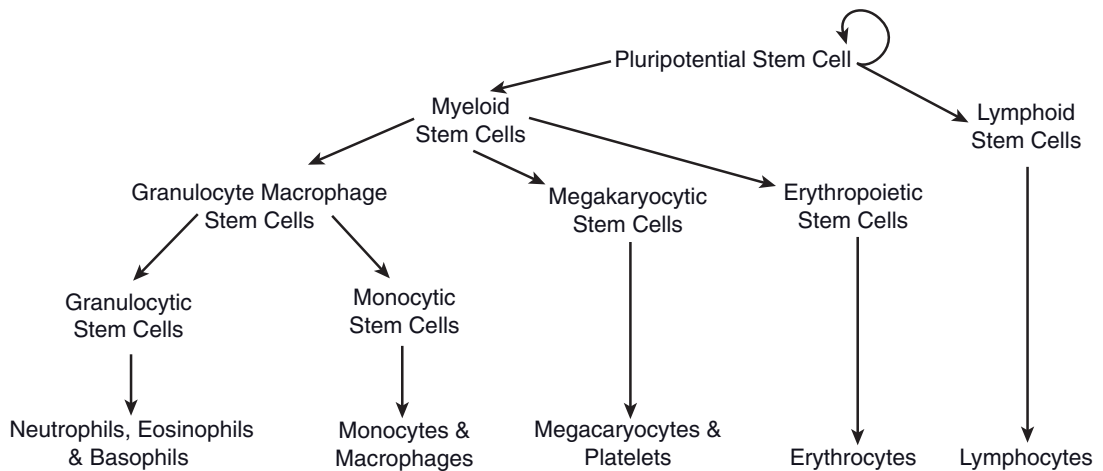 Pluripotential Stem Cell
Myeloid
Stem Cells
Lymphoid
Stem Cells
Granulocyte Macrophage
Stem Cells
Megakaryocytic
Stem Cells
Erythropoietic
Stem Cells
Granulocytic
Stem Cells
Monocytic
Stem Cells
Neutrophils, Eosinophils
& Basophils
Monocytes &
Macrophages
Megacaryocytes &
Platelets
Erythrocytes
Lymphocytes